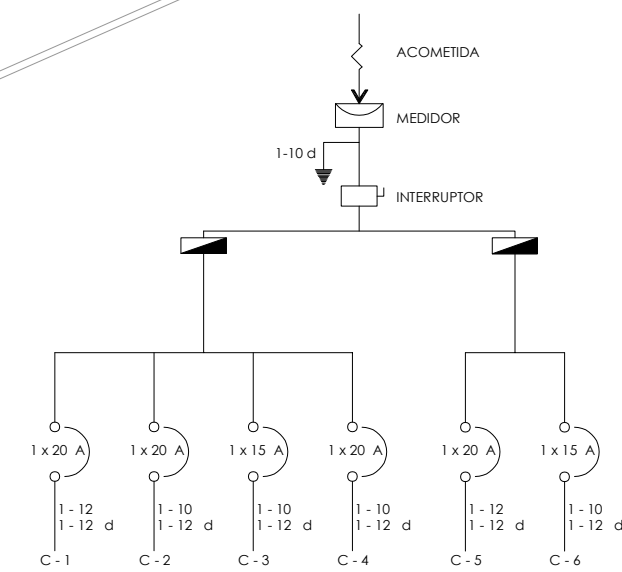 ACOMETIDA
MEDIDOR
1-10 d
INTERRUPTOR
1 x 20 A
1 x 20 A
1 x 15 A
1 x 20 A
1 x 20 A
1 x 15 A
1 - 12
1 - 12 d
1 - 10
1 - 12 d
1 - 10
1 - 12 d
1 - 10
1 - 12 d
1 - 12
1 - 12 d
1 - 10
1 - 12 d
C - 1
C - 2
C - 3
C - 4
C - 5
C - 6